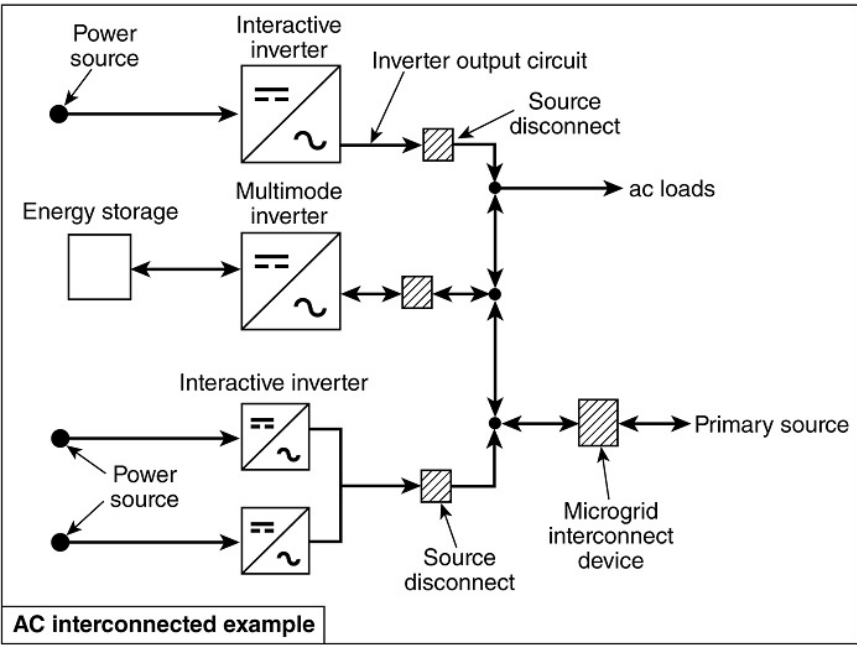 Power
source
Interactive
inverter
Inverter output circuit
Source
disconnect
ac loads
Energy storage
Multimode
inverter
Interactive inverter
Power
source
Primary source
Source
disconnect
Microgrid
interconnect
device
AC interconnected example